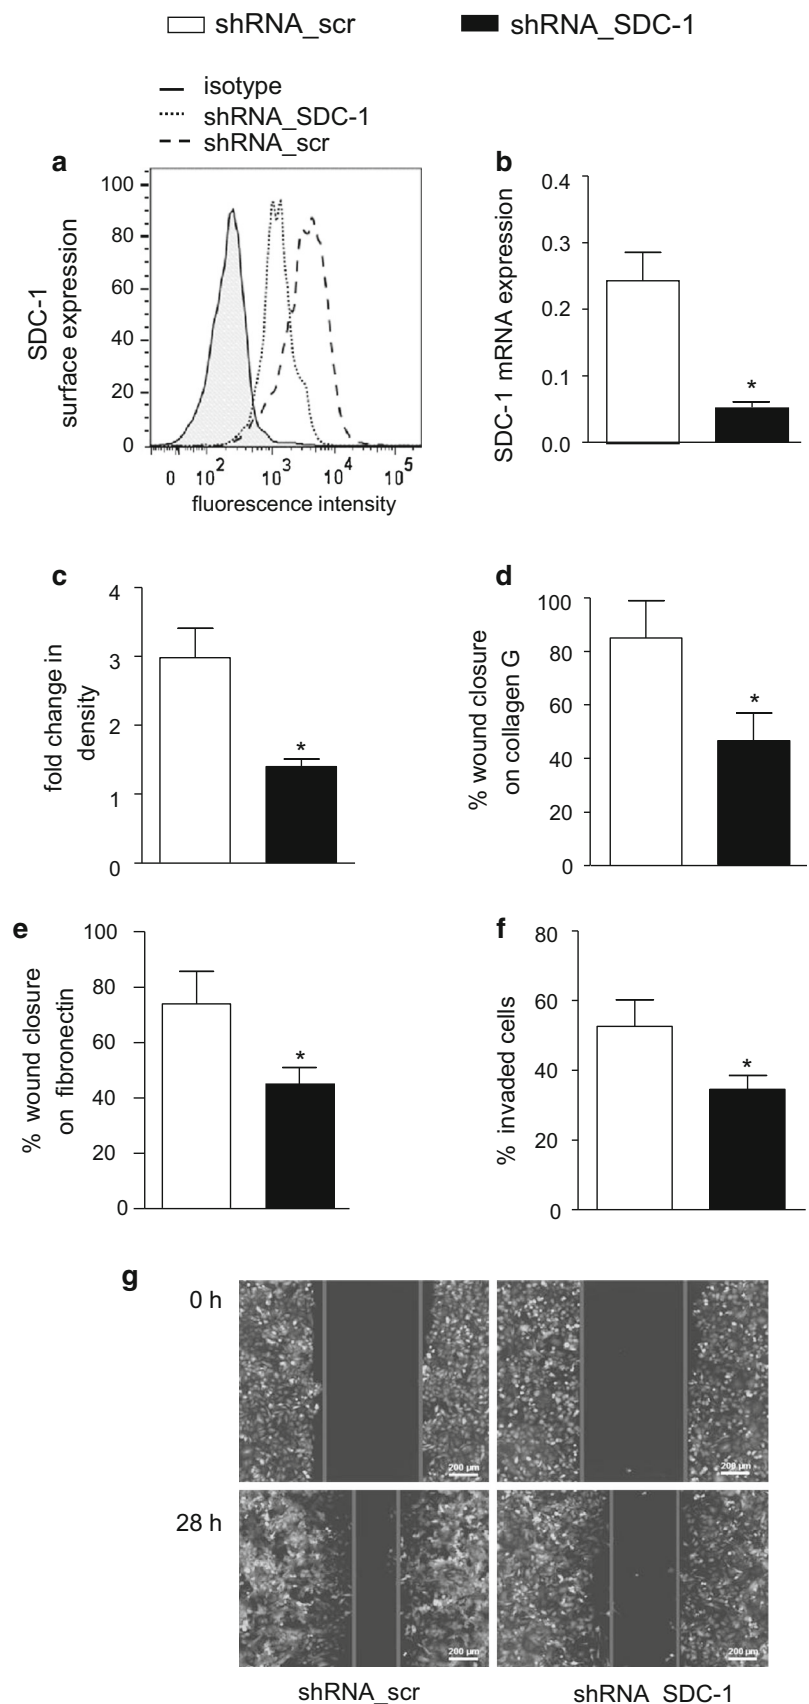 shRNA_scr
shRNA_SDC-1
isotype
shRNA_SDC-1
shRNA_scr
a
SDC-1
surface expression
100
80
60
40
20
0
0 10^2 10^3 10^4 10^5
fluorescence intensity
b
SDC-1 mRNA expression
0.4
0.3
0.2
0.1
0.0
*
c
fold change in
density
4
3
2
1
0
*
d
% wound closure
on collagen G
100
80
60
40
20
0
*
e
% wound closure
on fibronectin
100
80
60
40
20
0
*
f
% invaded cells
80
60
40
20
0
*
g
0 h
200 µm
200 µm
28 h
200 µm
200 µm
shRNA_scr
shRNA_SDC-1